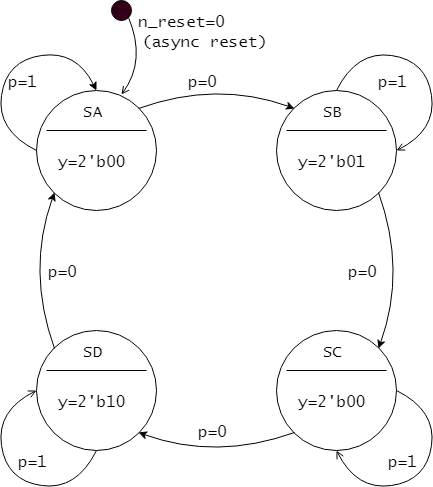 n_reset=0
(async reset)
p=1
p=0
p=1
SA
y=2'b00
SB
y=2'b01
p=0
p=0
SD
y=2'b10
SC
y=2'b00
p=0
p=1
p=1